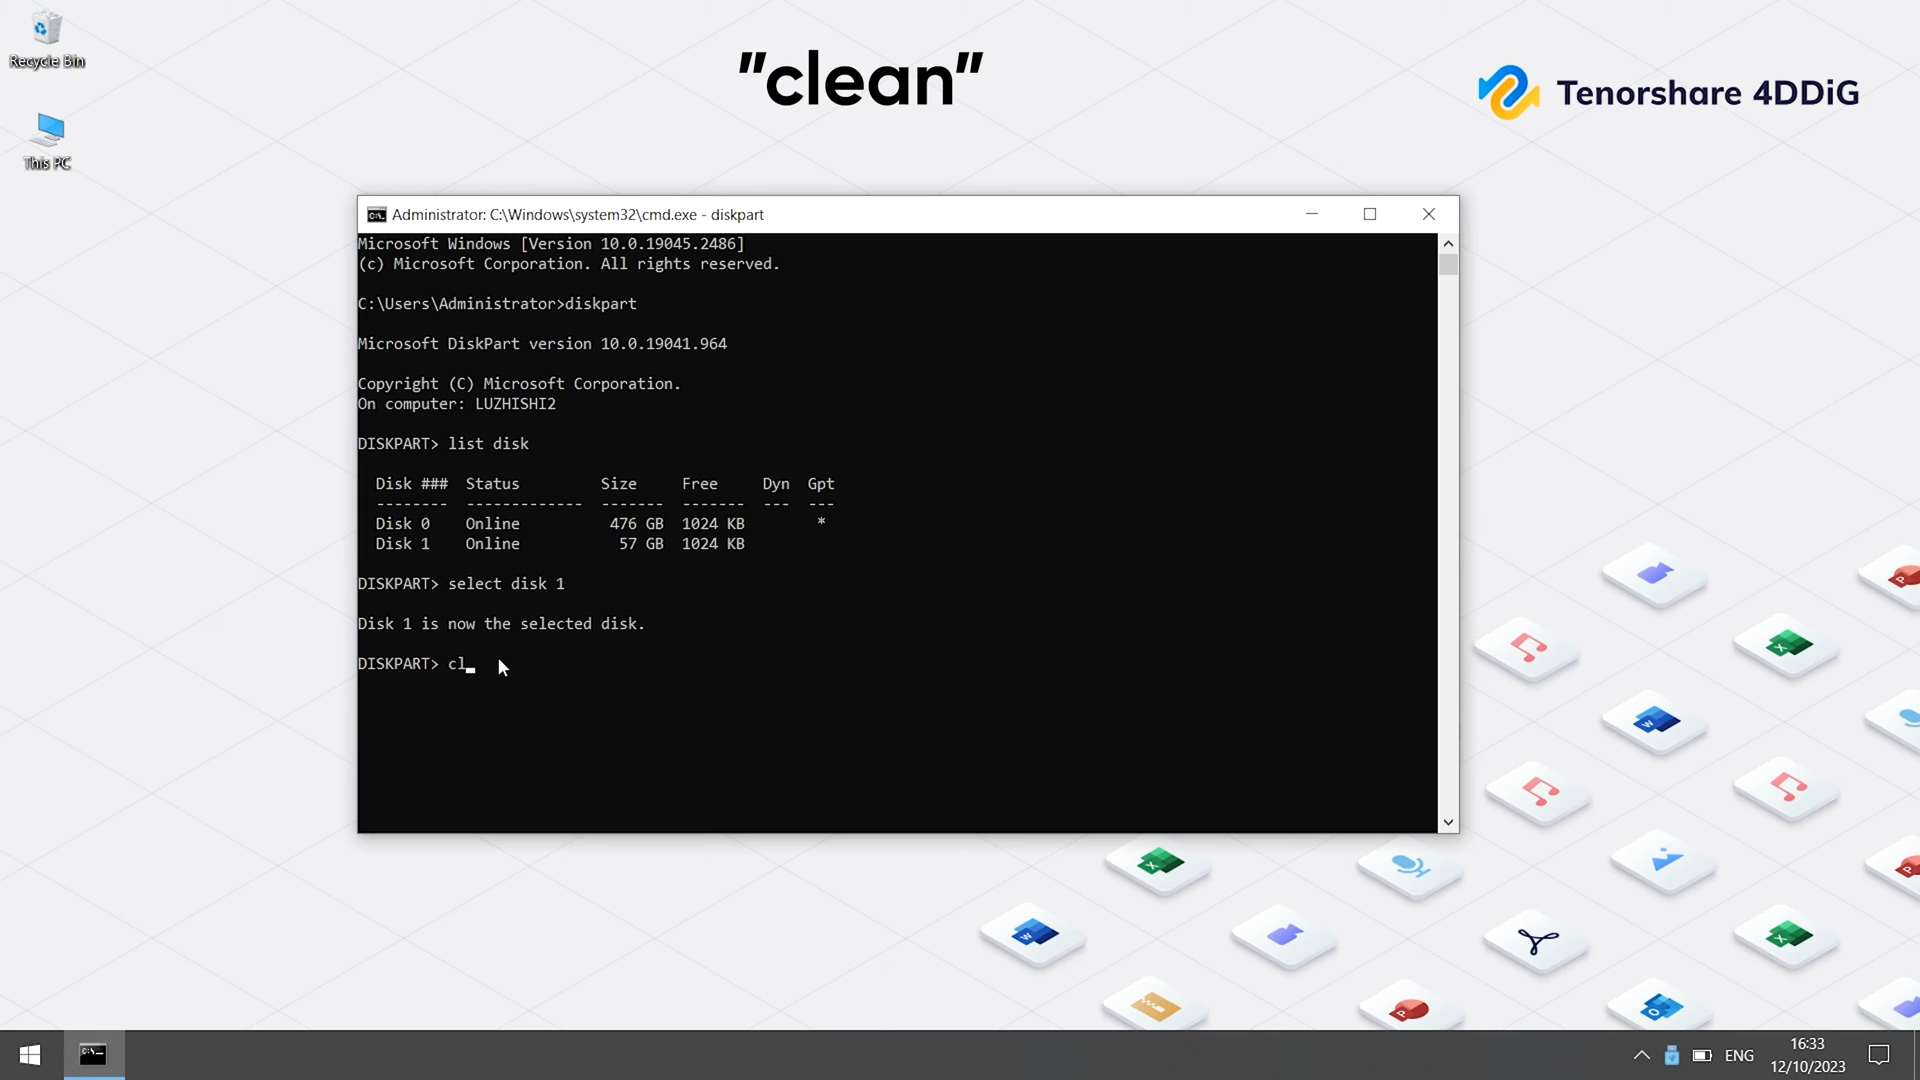 Recycle Bin
This PC
"clean"
Tenorshare 4DDiG
Administrator: C:\Windows\system32\cmd.exe - diskpart
Microsoft Windows [Version 10.0.19045.2486]
(c) Microsoft Corporation. All rights reserved.
C:\Users\Administrator>diskpart
Microsoft DiskPart version 10.0.19041.964
Copyright (C) Microsoft Corporation.
On computer: LUZHISHI2
DISKPART> list disk
Disk ###  Status         Size     Free     Dyn  Gpt
--------  -------------  -------  -------  ---  ---
Disk 0    Online          476 GB  1024 KB        *
Disk 1    Online           57 GB  1024 KB
DISKPART> select disk 1
Disk 1 is now the selected disk.
DISKPART> cl_
ENG
16:33
12/10/2023